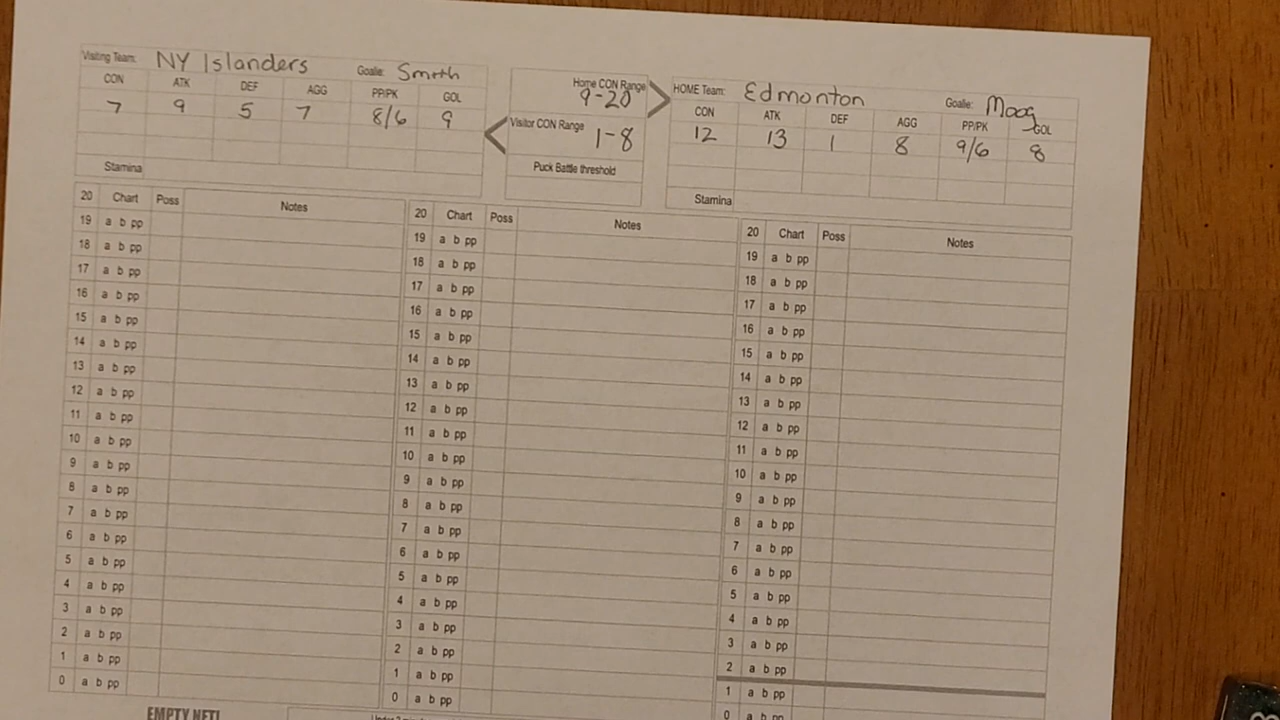 Visiting Team: NY Islanders Goalie: Smith
CON ATK DEF AGG PP/PK GOL
7 9 5 7 8/6 9
Stamina
Home CON Range
9-20
Visitor CON Range
1-8
Puck Battle threshold
HOME Team: Edmonton Goalie: Moog
CON ATK DEF AGG PP/PK GOL
12 13 1 8 9/6 8
Stamina
20 Chart Poss Notes
19 a b pp
18 a b pp
17 a b pp
16 a b pp
15 a b pp
14 a b pp
13 a b pp
12 a b pp
11 a b pp
10 a b pp
9 a b pp
8 a b pp
7 a b pp
6 a b pp
5 a b pp
4 a b pp
3 a b pp
2 a b pp
1 a b pp
0 a b pp
20 Chart Poss Notes
19 a b pp
18 a b pp
17 a b pp
16 a b pp
15 a b pp
14 a b pp
13 a b pp
12 a b pp
11 a b pp
10 a b pp
9 a b pp
8 a b pp
7 a b pp
6 a b pp
5 a b pp
4 a b pp
3 a b pp
2 a b pp
1 a b pp
0 a b pp
20 Chart Poss Notes
19 a b pp
18 a b pp
17 a b pp
16 a b pp
15 a b pp
14 a b pp
13 a b pp
12 a b pp
11 a b pp
10 a b pp
9 a b pp
8 a b pp
7 a b pp
6 a b pp
5 a b pp
4 a b pp
3 a b pp
2 a b pp
1 a b pp
0 a b pp
EMPTY NET!